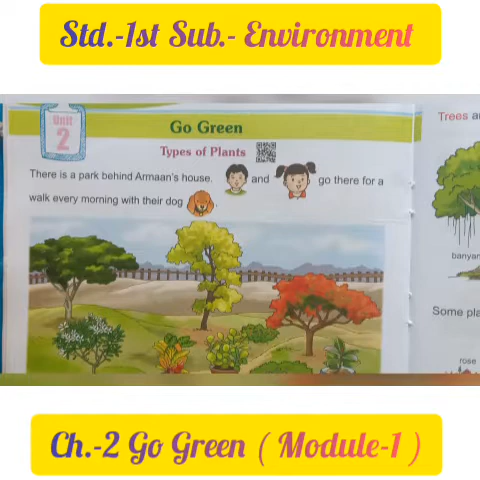 Std.-1st Sub.- Environment
Unit
2
Go Green
Types of Plants
There is a park behind Armaan's house. and go there for a
walk every morning with their dog .
Trees
banyan
Some
rose
Ch.-2 Go Green ( Module-1 )